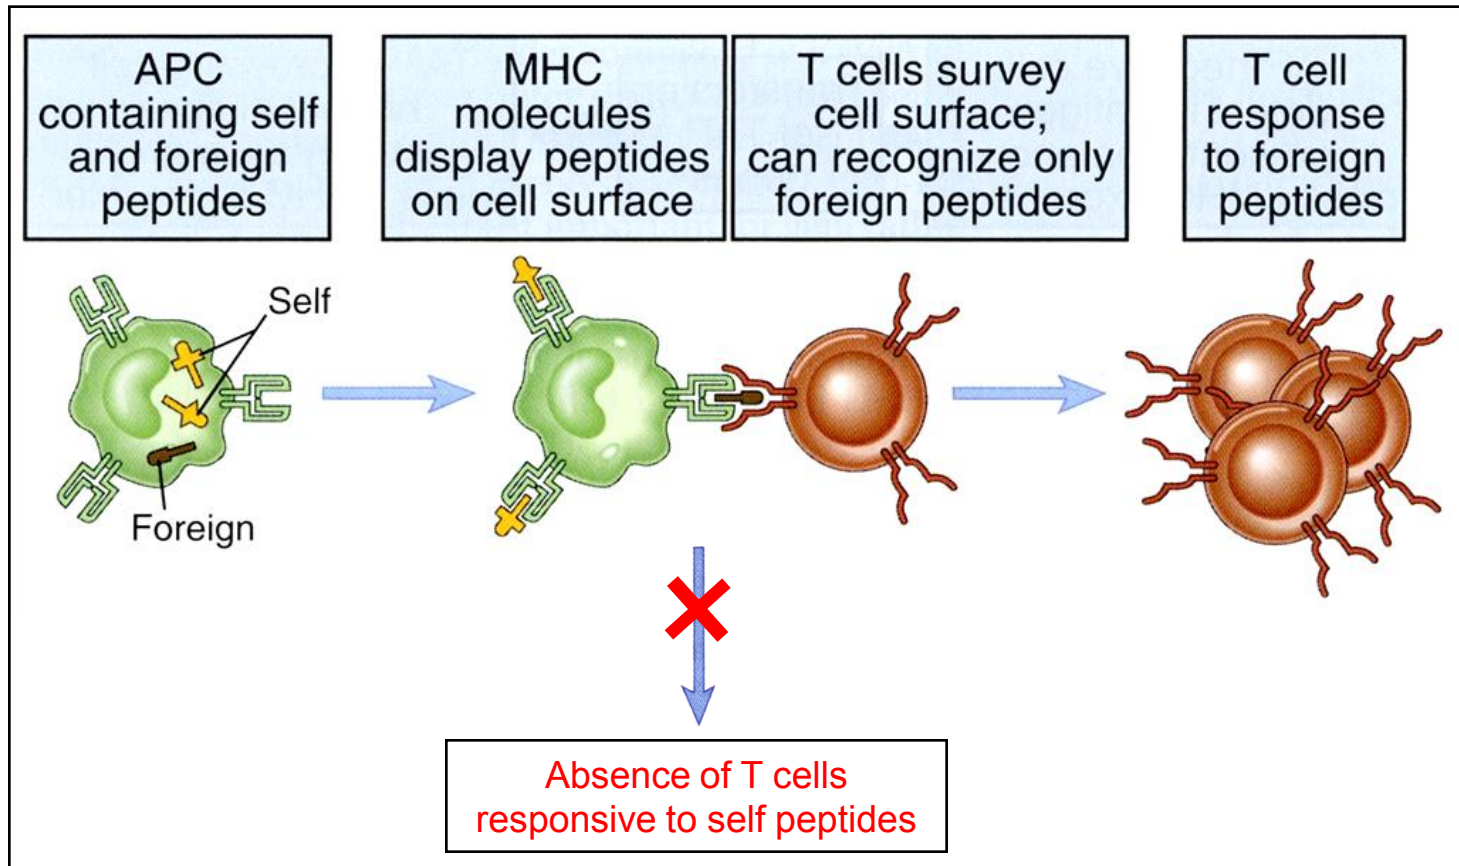 APC
containing self
and foreign
peptides
MHC
molecules
display peptides
on cell surface
T cells survey
cell surface;
can recognize only
foreign peptides
T cell
response
to foreign
peptides
Self
Foreign
Absence of T cells
responsive to self peptides